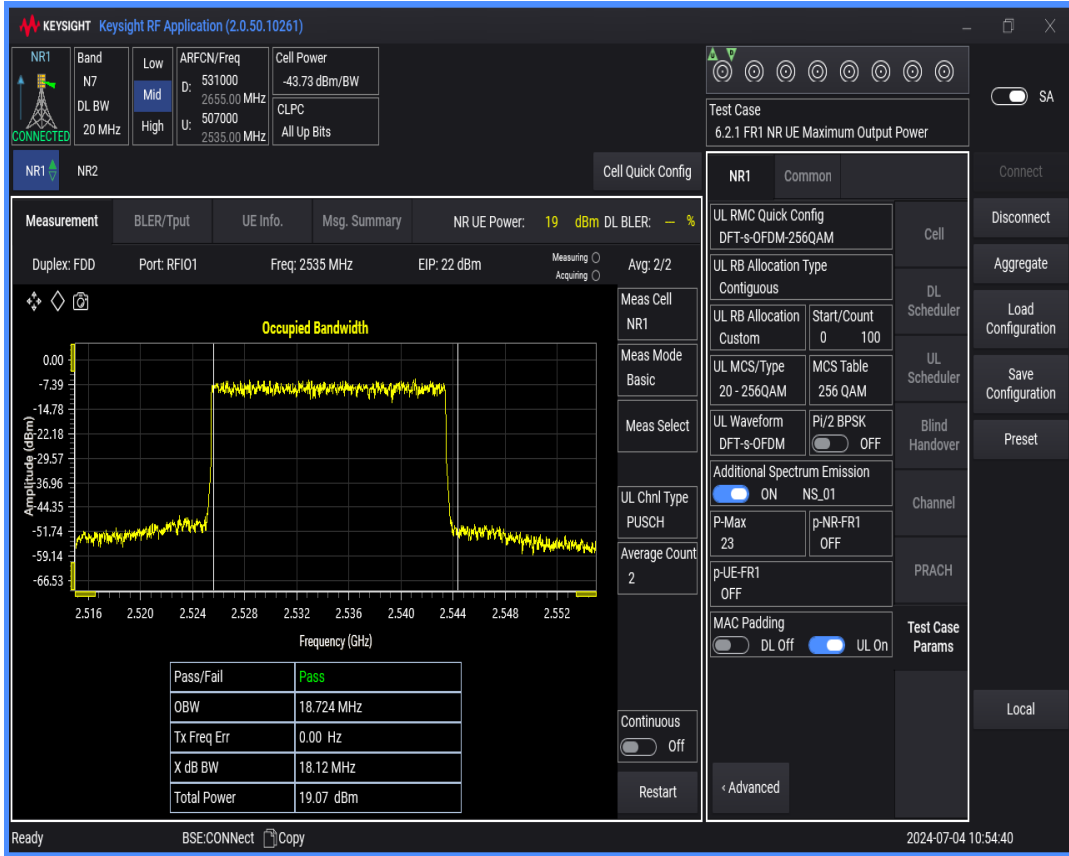 KEYSIGHT Keysight RF Application (2.0.50.10261)
NR1
CONNECTED
Band
N7
DL BW
20 MHz
Low
Mid
High
ARFCN/Freq
D: 531000
2655.00 MHz
U: 507000
2535.00 MHz
Cell Power
-43.73 dBm/BW
CLPC
All Up Bits
Test Case
6.2.1 FR1 NR UE Maximum Output Power
SA
NR1 NR2 Cell Quick Config
Measurement BLER/Tput UE Info. Msg. Summary NR UE Power: 19 dBm DL BLER: -- %
Duplex: FDD Port: RFIO1 Freq: 2535 MHz EIP: 22 dBm Measuring Acquiring Avg: 2/2
Occupied Bandwidth
Amplitude (dBm)
0.00
-7.39
-14.78
-22.18
-29.57
-36.96
-44.35
-51.74
-59.14
-66.53
2.516 2.520 2.524 2.528 2.532 2.536 2.540 2.544 2.548 2.552
Frequency (GHz)
Pass/Fail Pass
OBW 18.724 MHz
Tx Freq Err 0.00 Hz
X dB BW 18.12 MHz
Total Power 19.07 dBm
Meas Cell
NR1
Meas Mode
Basic
Meas Select
UL Chnl Type
PUSCH
Average Count
2
Continuous
Off
Restart
NR1 Common
UL RMC Quick Config
DFT-s-OFDM-256QAM
UL RB Allocation Type
Contiguous
UL RB Allocation
Custom
Start/Count
0 100
UL MCS/Type
20 - 256QAM
MCS Table
256 QAM
UL Waveform
DFT-s-OFDM
Pi/2 BPSK
OFF
Additional Spectrum Emission
ON NS_01
P-Max
23
p-NR-FR1
OFF
p-UE-FR1
OFF
MAC Padding
DL Off UL On
‹ Advanced
Cell
DL
Scheduler
UL
Scheduler
Blind
Handover
Channel
PRACH
Test Case
Params
Connect
Disconnect
Aggregate
Load
Configuration
Save
Configuration
Preset
Local
Ready BSE:CONNect Copy 2024-07-04 10:54:40